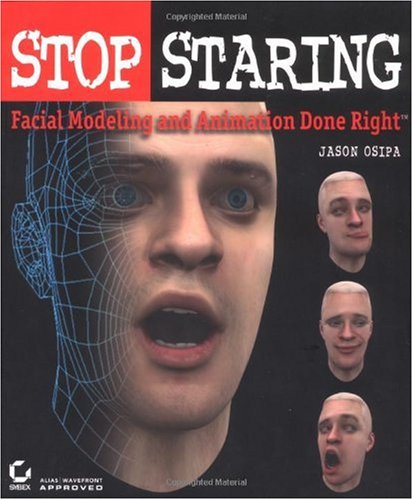 Copyrighted Material
STOP STARING
Facial Modeling and Animation Done Right™
JASON OSIPA
SYBEX
ALIAS | WAVEFRONT
APPROVED
Copyrighted Material